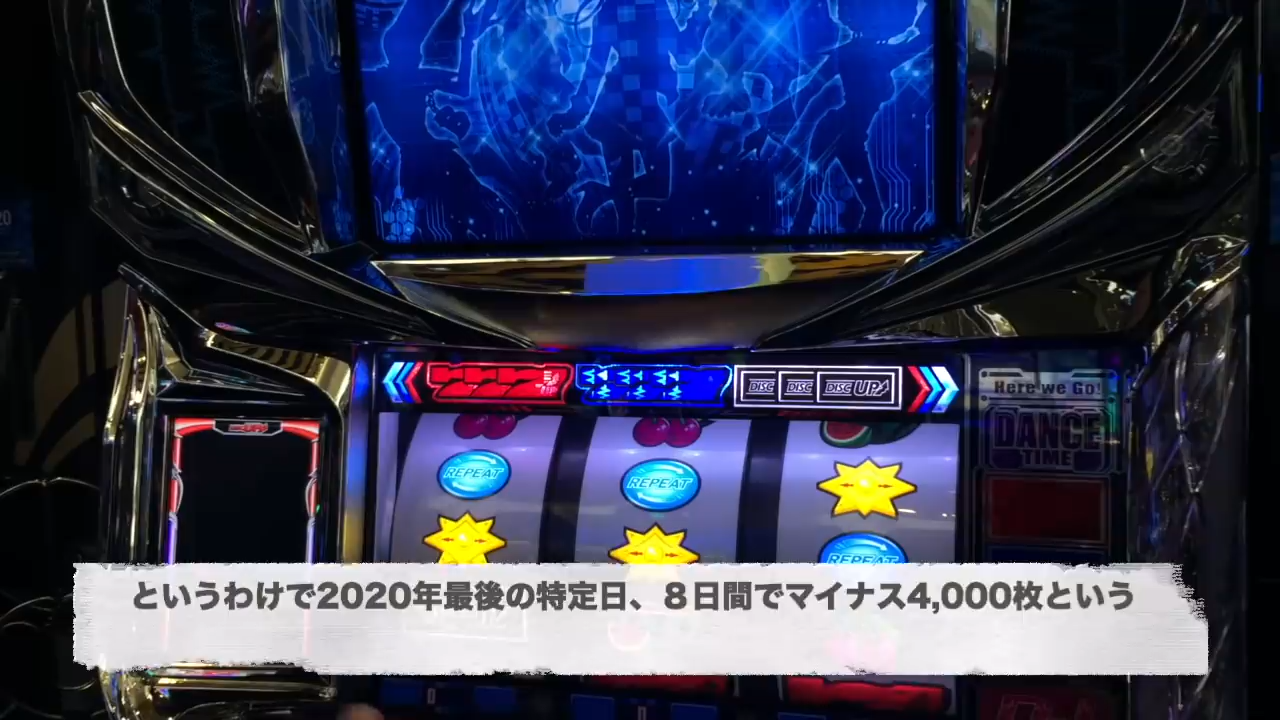 20
DISC DISC DISC UP
Here we Go!
DANCE
TIME
REPEAT
REPEAT
REPEAT
というわけで2020年最後の特定日、８日間でマイナス4,000枚という